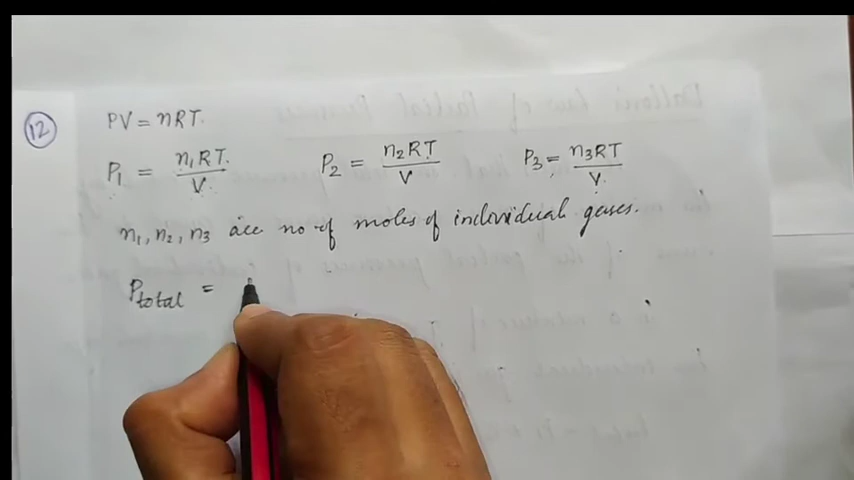 12
PV = nRT.
P₁ = n₁RT/V P₂ = n₂RT/V P₃ = n₃RT/V
n₁, n₂, n₃ are no of moles of individual gases.
Ptotal =